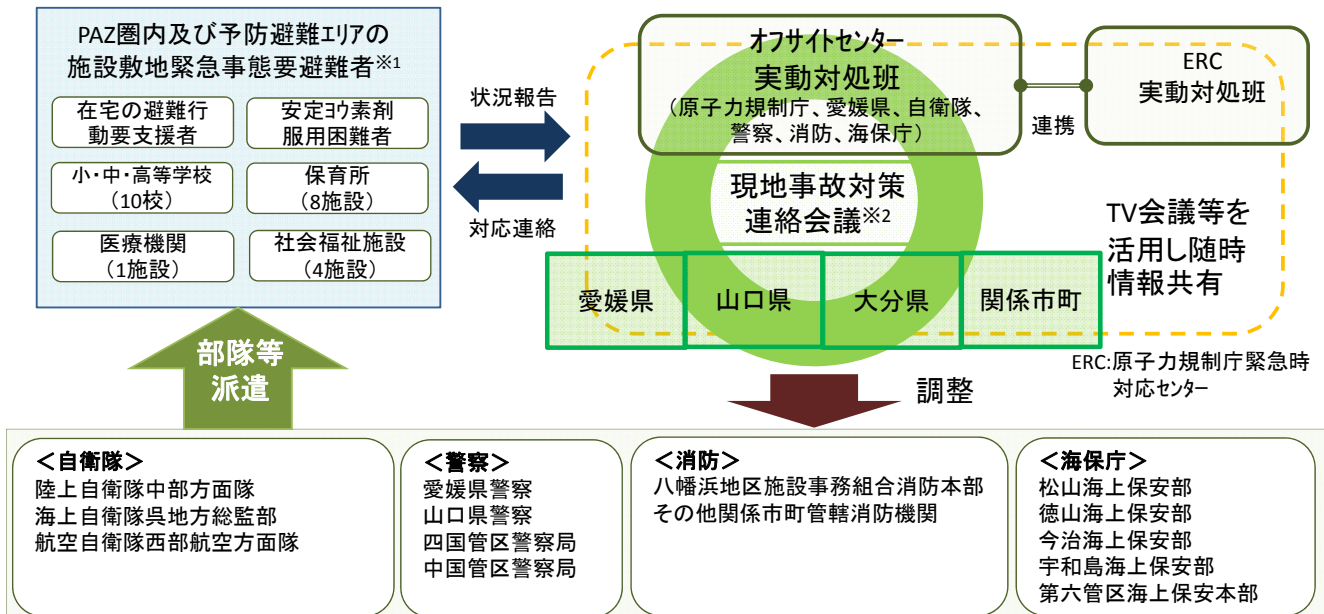 PAZ圏内及び予防避難エリアの
施設敷地緊急事態要避難者※1
在宅の避難行
動要支援者
安定ヨウ素剤
服用困難者
小・中・高等学校
(10校)
保育所
(8施設)
医療機関
(1施設)
社会福祉施設
(4施設)
状況報告
対応連絡
オフサイトセンター
実動対処班
(原子力規制庁、愛媛県、自衛隊、
警察、消防、海保庁)
連携
ERC
実動対処班
現地事故対策
連絡会議※2
TV会議等を
活用し随時
情報共有
愛媛県
山口県
大分県
関係市町
ERC:原子力規制庁緊急時
対応センター
部隊等
派遣
調整
<自衛隊>
陸上自衛隊中部方面隊
海上自衛隊呉地方総監部
航空自衛隊西部航空方面隊
<警察>
愛媛県警察
山口県警察
四国管区警察局
中国管区警察局
<消防>
八幡浜地区施設事務組合消防本部
その他関係市町管轄消防機関
<海保庁>
松山海上保安部
徳山海上保安部
今治海上保安部
宇和島海上保安部
第六管区海上保安本部